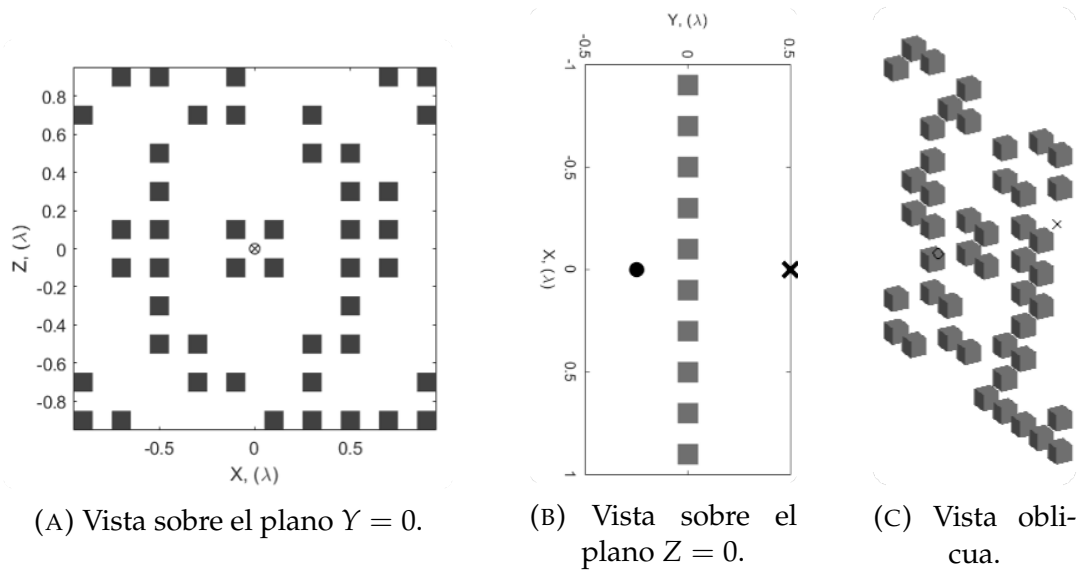 0.8
0.6
0.4
0.2
0
-0.2
-0.4
-0.6
-0.8
Z, (λ)
-0.5 0 0.5
X, (λ)
(A) Vista sobre el plano Y = 0.
Y, (λ)
-0.5 0 0.5
-1
-0.5
0
0.5
1
X, (λ)
(B) Vista sobre el
plano Z = 0.
(C) Vista obli-
cua.